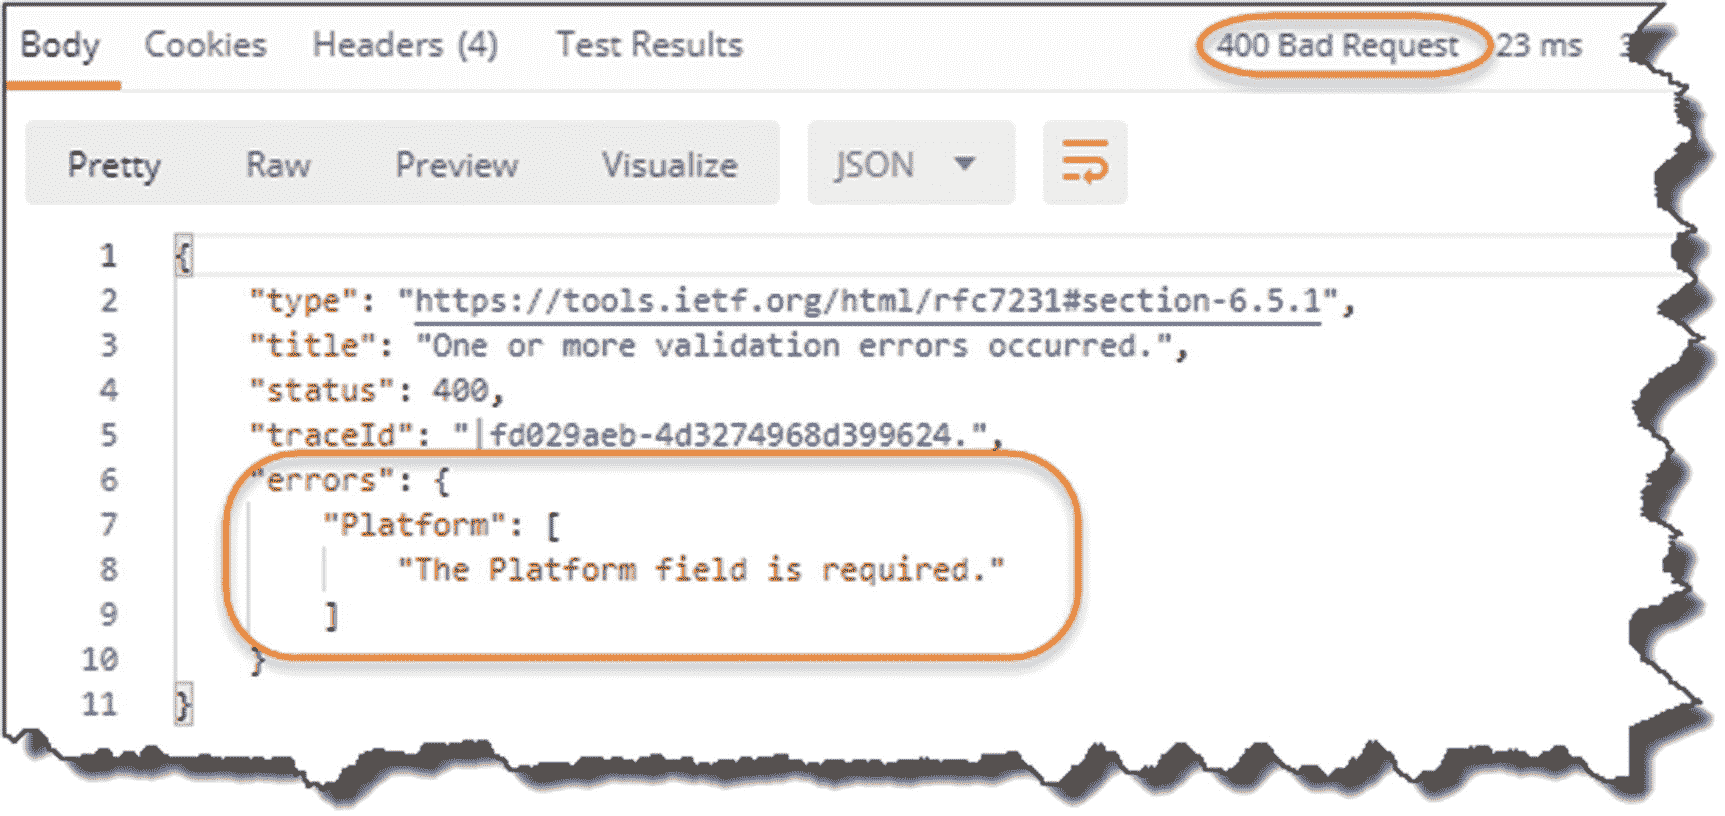 Body Cookies Headers (4) Test Results 400 Bad Request 23 ms
Pretty Raw Preview Visualize JSON
1 {
2 "type": "https://tools.ietf.org/html/rfc7231#section-6.5.1",
3 "title": "One or more validation errors occurred.",
4 "status": 400,
5 "traceId": "|fd029aeb-4d3274968d399624.",
6 "errors": {
7 "Platform": [
8 "The Platform field is required."
9 ]
10 }
11 }